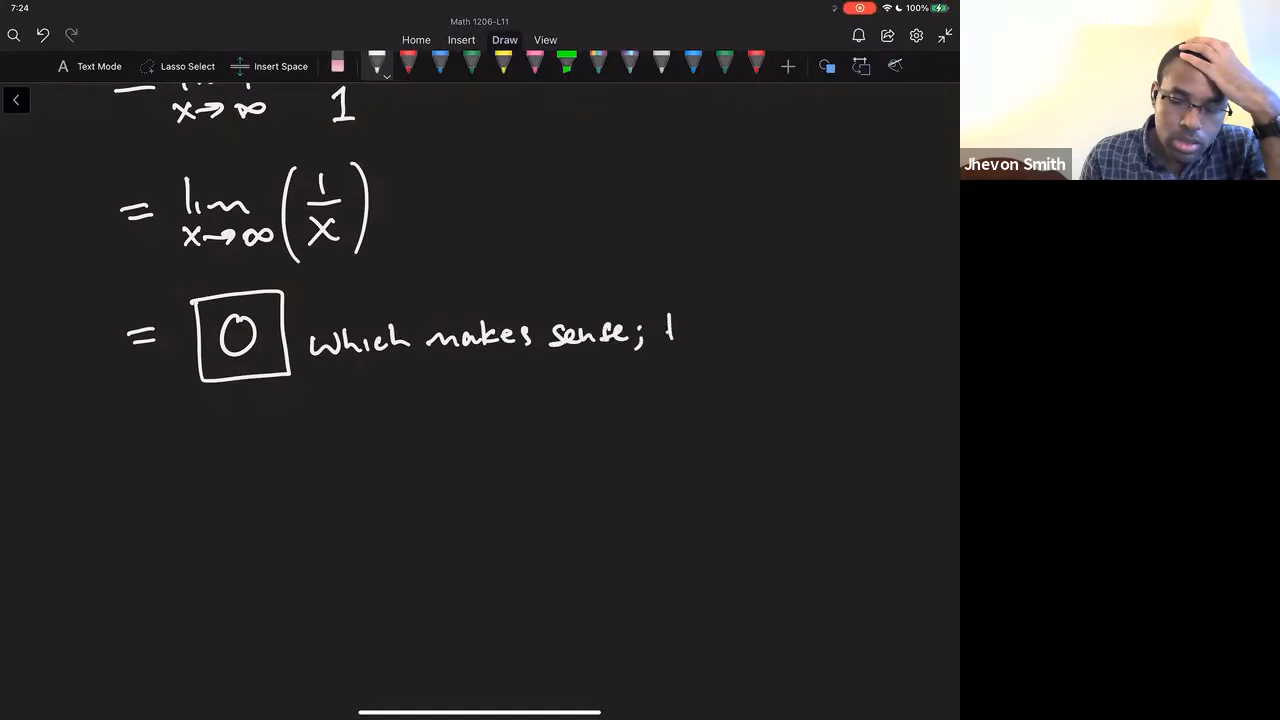 7:24
100%
Math 1206-L11
Home Insert Draw View
A Text Mode Lasso Select Insert Space
x→∞ 1
= lim x→∞ (1/x)
= 0 which makes sense;
Jhevon Smith